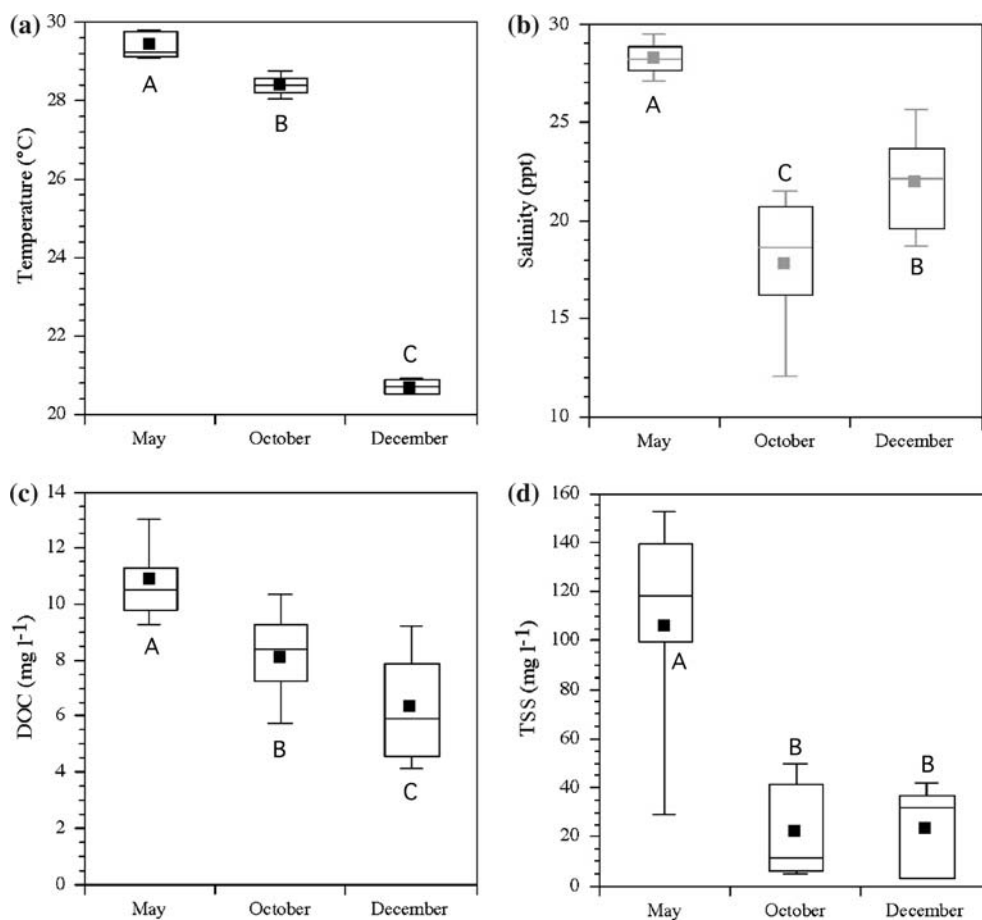 (a)
30
28
26
24
22
20
Temperature (°C)
A
B
C
May October December
(b)
30
25
20
15
10
Salinity (ppt)
A
C
B
May October December
(c)
14
12
10
8
6
4
2
0
DOC (mg l-1)
A
B
C
May October December
(d)
160
140
120
100
80
60
40
20
0
TSS (mg l-1)
A
B
B
May October December